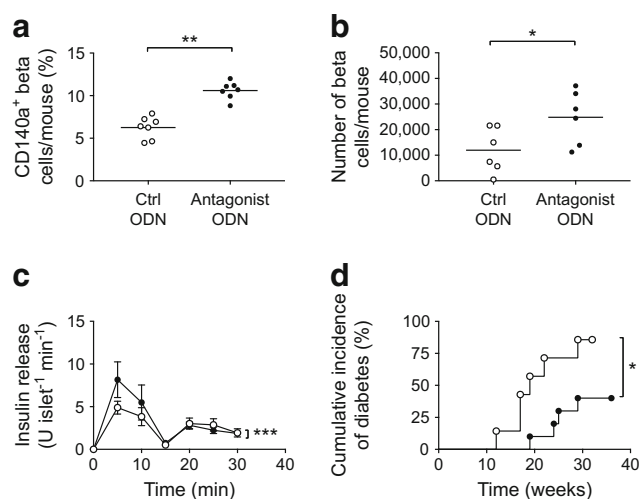 a
**
CD140a+ beta
cells/mouse (%)
15
10
5
0
Ctrl
ODN
Antagonist
ODN
b
*
Number of beta
cells/mouse
50,000
40,000
30,000
20,000
10,000
0
Ctrl
ODN
Antagonist
ODN
c
Insulin release
(U islet⁻¹ min⁻¹)
15
10
5
0
***
0 10 20 30 40
Time (min)
d
Cumulative incidence
of diabetes (%)
100
75
50
25
0
*
0 10 20 30 40
Time (weeks)